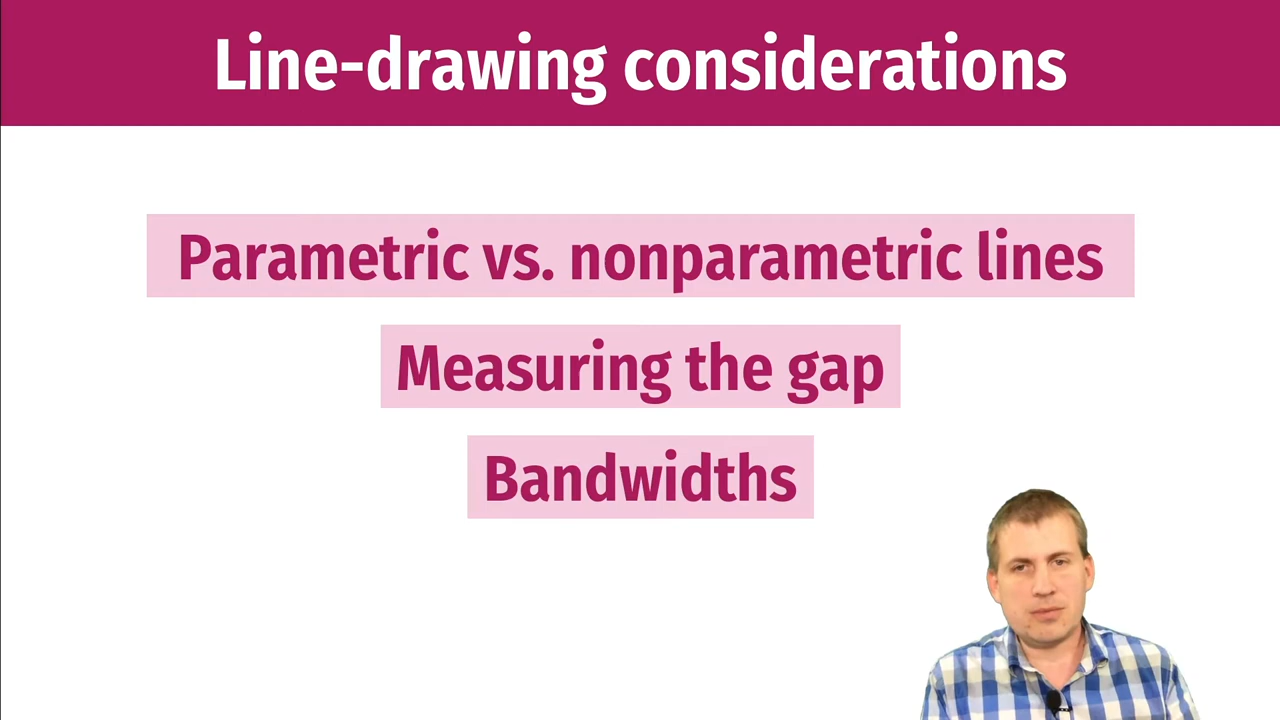 Line-drawing considerations
Parametric vs. nonparametric lines
Measuring the gap
Bandwidths